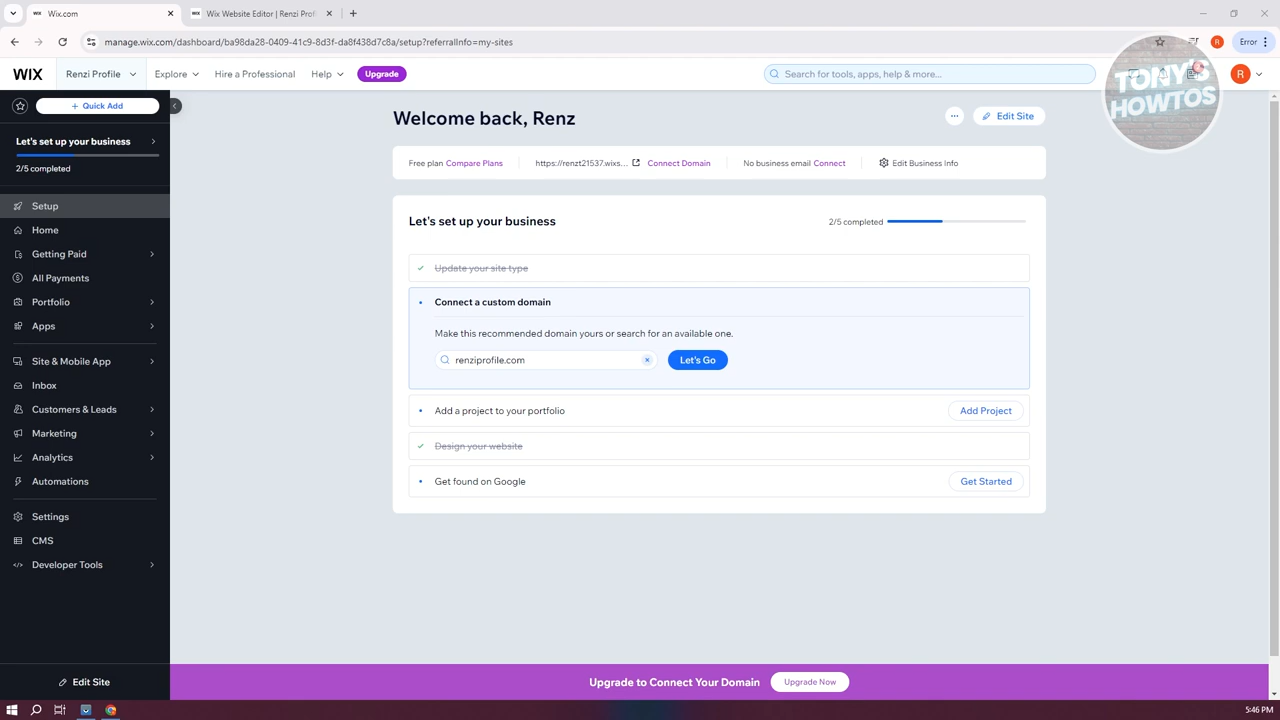 Wix.com
Wix Website Editor | Renzi Prof
manage.wix.com/dashboard/ba98da28-0409-41c9-8d3f-da8f438d7c8a/setup?referralInfo=my-sites
R
Error
WIX
Renzi Profile
Explore
Hire a Professional
Help
Upgrade
Search for tools, apps, help & more...
R
TONY'S
HOWTOS
Quick Add
Let's set up your business
2/5 completed
Setup
Home
Getting Paid
All Payments
Portfolio
Apps
Site & Mobile App
Inbox
Customers & Leads
Marketing
Analytics
Automations
Settings
CMS
Developer Tools
Edit Site
Welcome back, Renz
Edit Site
Free plan Compare Plans
https://renzt21537.wixs... Connect Domain
No business email Connect
Edit Business Info
Let's set up your business
2/5 completed
Update your site type
Connect a custom domain
Make this recommended domain yours or search for an available one.
renziprofile.com
Let's Go
Add a project to your portfolio
Add Project
Design your website
Get found on Google
Get Started
Upgrade to Connect Your Domain
Upgrade Now
5:46 PM